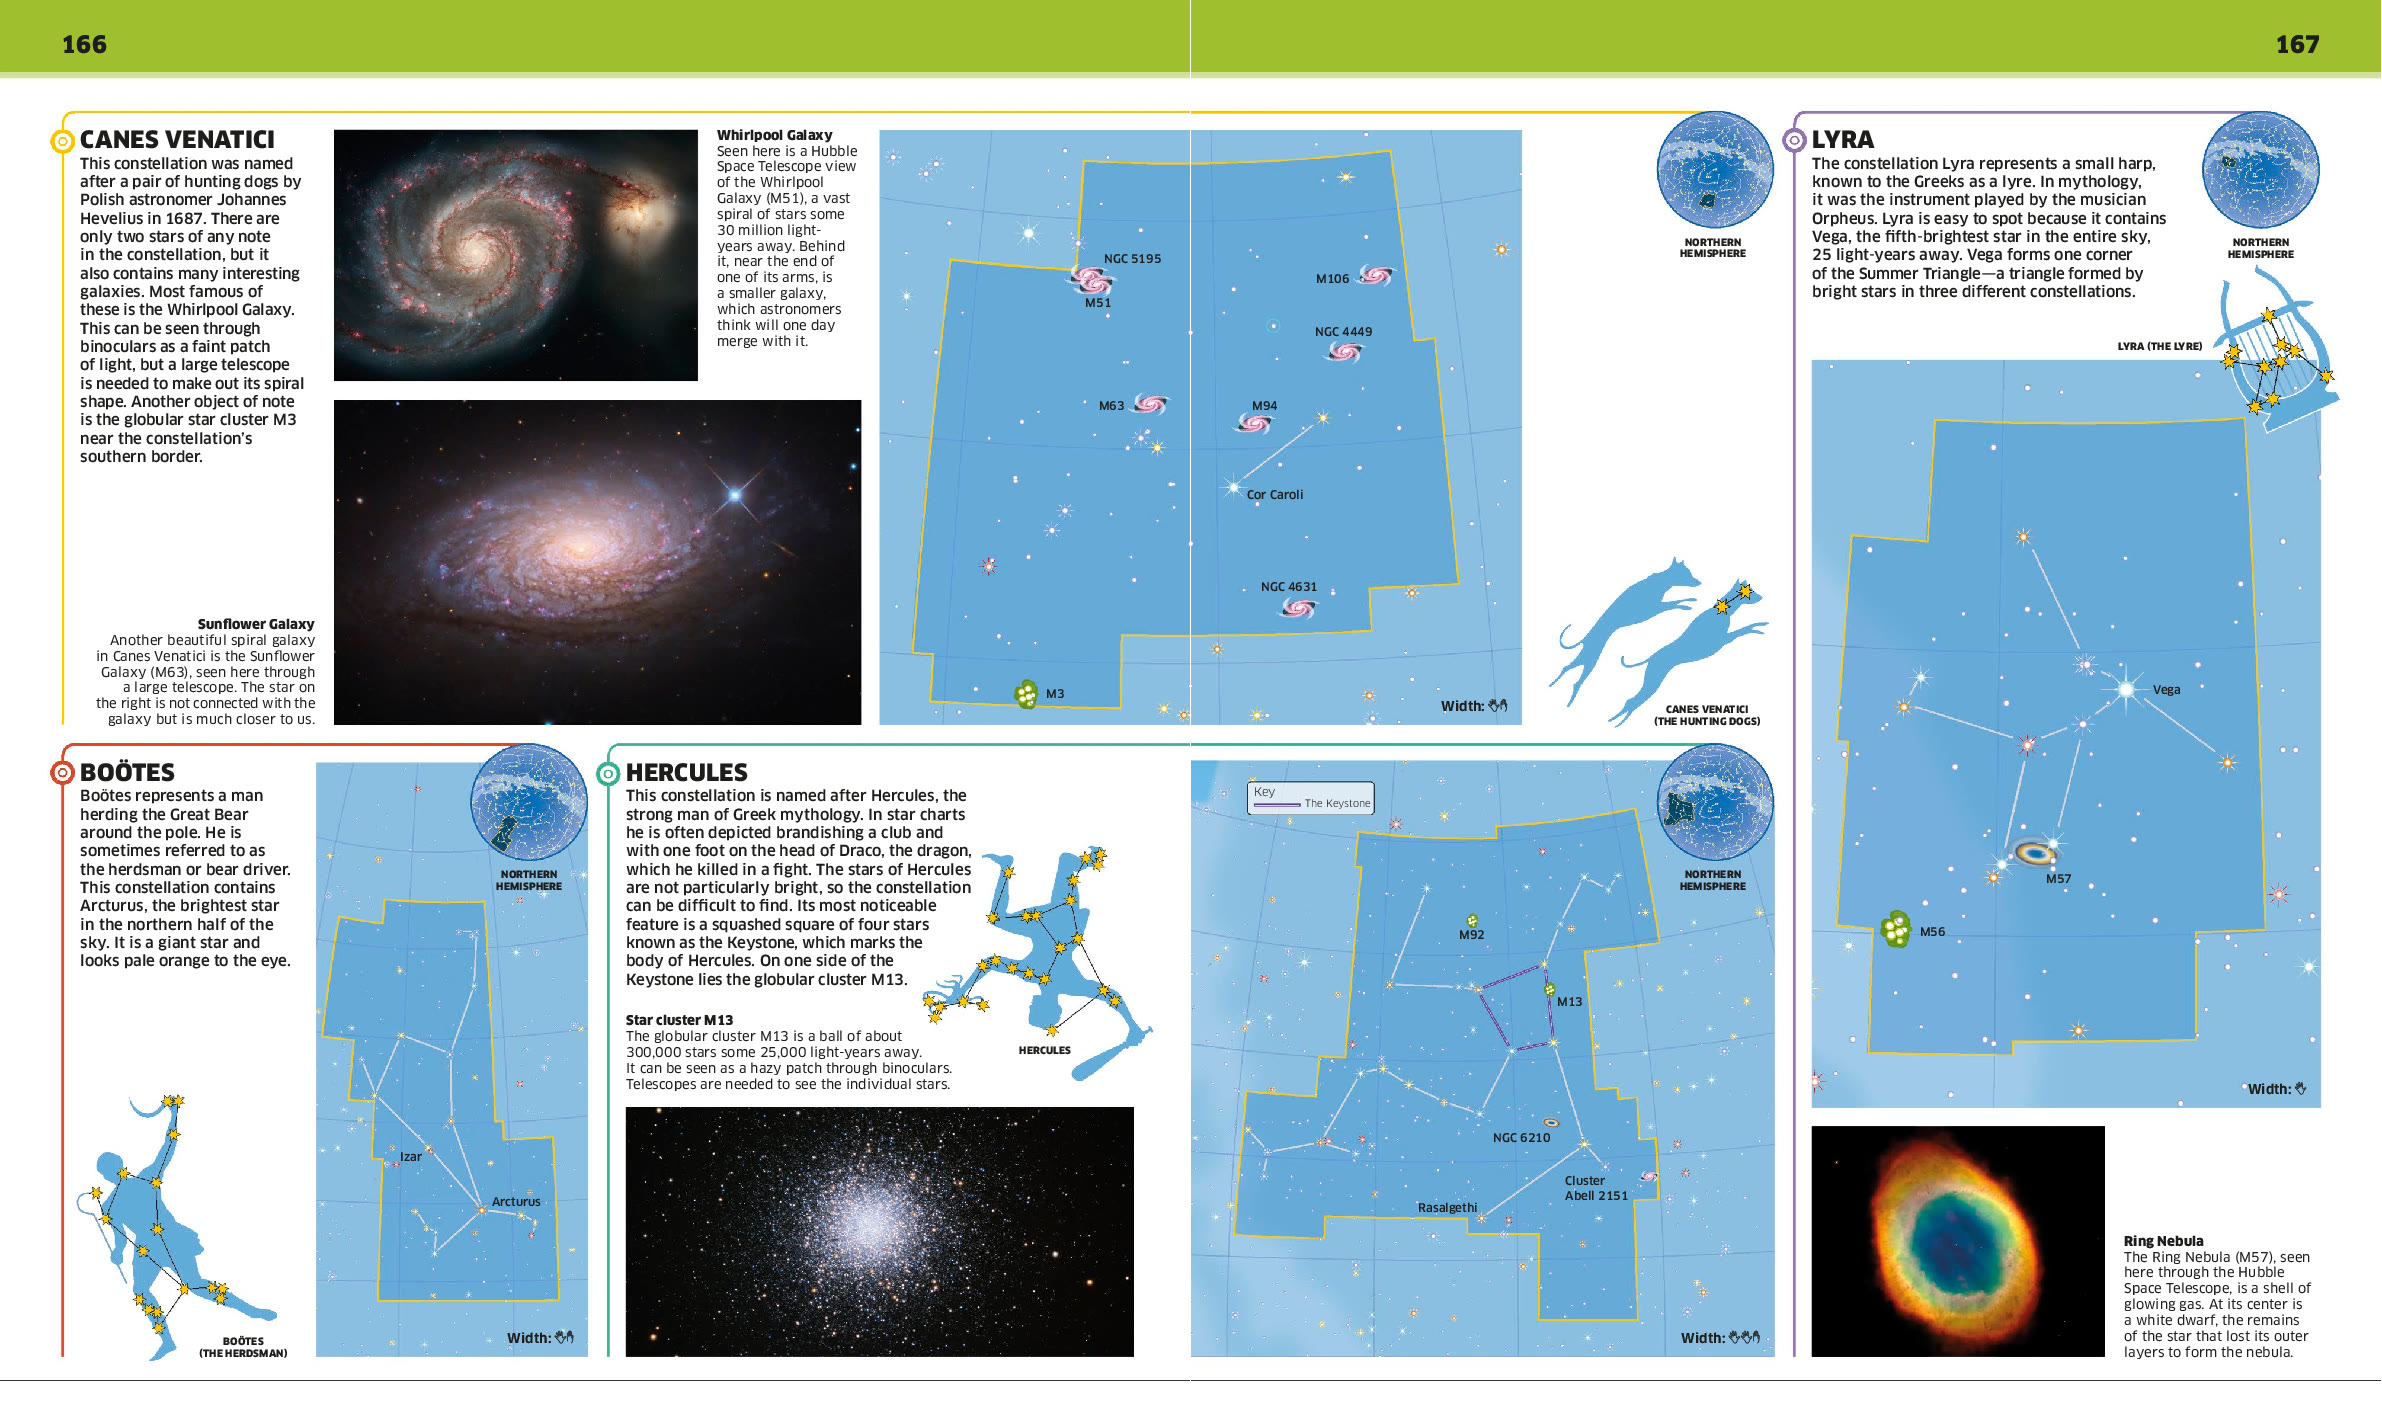 166
167
CANES VENATICI
This constellation was named
after a pair of hunting dogs by
Polish astronomer Johannes
Hevelius in 1687. There are
only two stars of any note
in the constellation, but it
also contains many interesting
galaxies. Most famous of
these is the Whirlpool Galaxy.
This can be seen through
binoculars as a faint patch
of light, but a large telescope
is needed to make out its spiral
shape. Another object of note
is the globular star cluster M3
near the constellation's
southern border.
Whirlpool Galaxy
Seen here is a Hubble
Space Telescope view
of the Whirlpool
Galaxy (M51), a vast
spiral of stars some
30 million light-
years away. Behind
it, near the end of
one of its arms, is
a smaller galaxy,
which astronomers
think will one day
merge with it.
Sunflower Galaxy
Another beautiful spiral galaxy
in Canes Venatici is the Sunflower
Galaxy (M63), seen here through
a large telescope. The star on
the right is not connected with the
galaxy but is much closer to us.
NGC 5195
M51
M106
NGC 4449
M63
M94
Cor Caroli
NGC 4631
M3
Width:
NORTHERN
HEMISPHERE
CANES VENATICI
(THE HUNTING DOGS)
LYRA
The constellation Lyra represents a small harp,
known to the Greeks as a lyre. In mythology,
it was the instrument played by the musician
Orpheus. Lyra is easy to spot because it contains
Vega, the fifth-brightest star in the entire sky,
25 light-years away. Vega forms one corner
of the Summer Triangle—a triangle formed by
bright stars in three different constellations.
NORTHERN
HEMISPHERE
LYRA (THE LYRE)
Vega
M57
M56
Width:
Ring Nebula
The Ring Nebula (M57), seen
here through the Hubble
Space Telescope, is a shell of
glowing gas. At its center is
a white dwarf, the remains
of the star that lost its outer
layers to form the nebula.
BOÖTES
Boötes represents a man
herding the Great Bear
around the pole. He is
sometimes referred to as
the herdsman or bear driver.
This constellation contains
Arcturus, the brightest star
in the northern half of the
sky. It is a giant star and
looks pale orange to the eye.
NORTHERN
HEMISPHERE
Izar
Arcturus
Width:
BOÖTES
(THE HERDSMAN)
HERCULES
This constellation is named after Hercules, the
strong man of Greek mythology. In star charts
he is often depicted brandishing a club and
with one foot on the head of Draco, the dragon,
which he killed in a fight. The stars of Hercules
are not particularly bright, so the constellation
can be difficult to find. Its most noticeable
feature is a squashed square of four stars
known as the Keystone, which marks the
body of Hercules. On one side of the
Keystone lies the globular cluster M13.
Star cluster M13
The globular cluster M13 is a ball of about
300,000 stars some 25,000 light-years away.
It can be seen as a hazy patch through binoculars.
Telescopes are needed to see the individual stars.
HERCULES
Key
The Keystone
M92
M13
NGC 6210
Cluster
Abell 2151
Rasalgethi
Width:
NORTHERN
HEMISPHERE